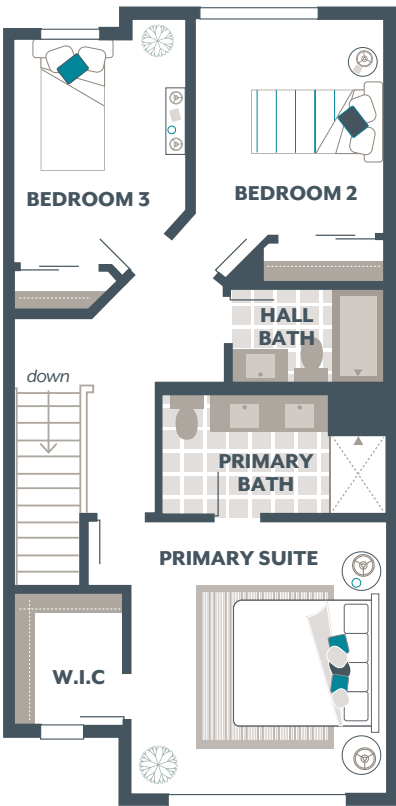 BEDROOM 3
BEDROOM 2
HALL
BATH
down
PRIMARY
BATH
PRIMARY SUITE
W.I.C